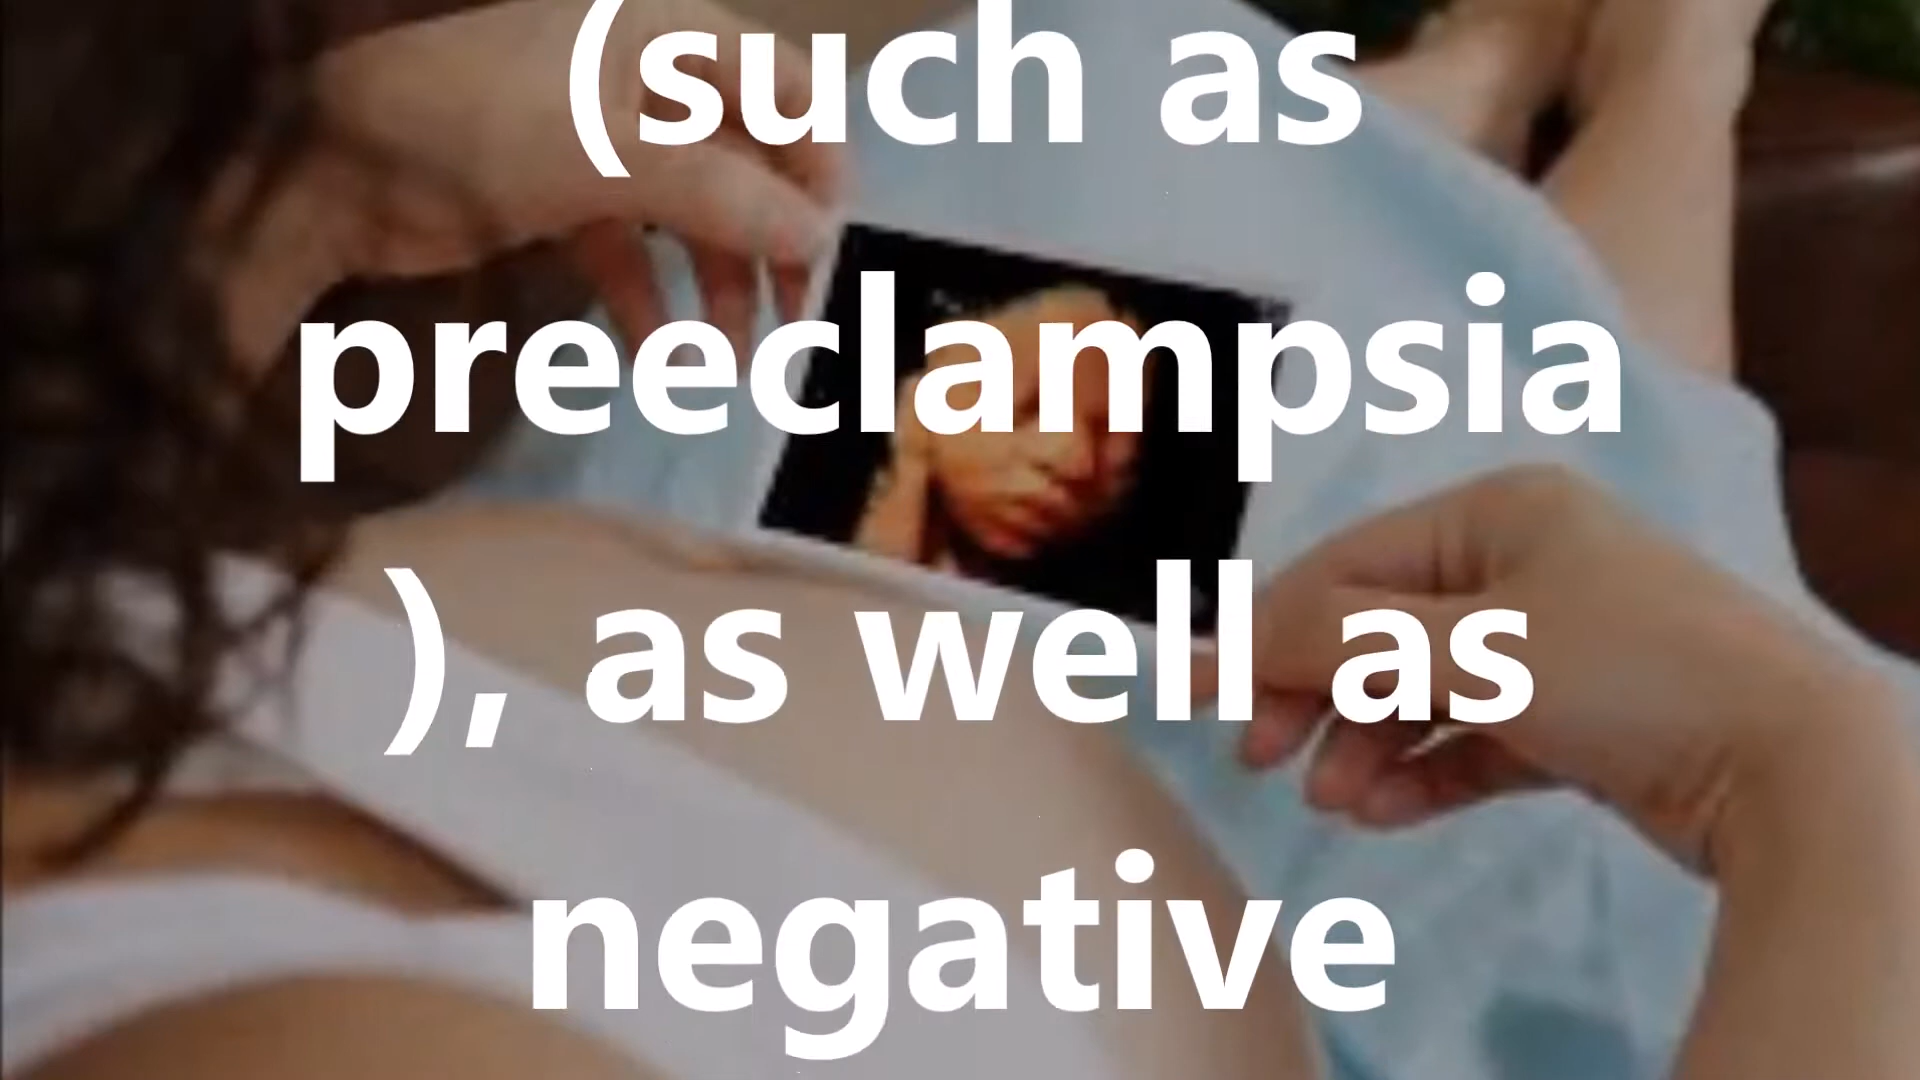 (such as
preeclampsia
), as well as
negative